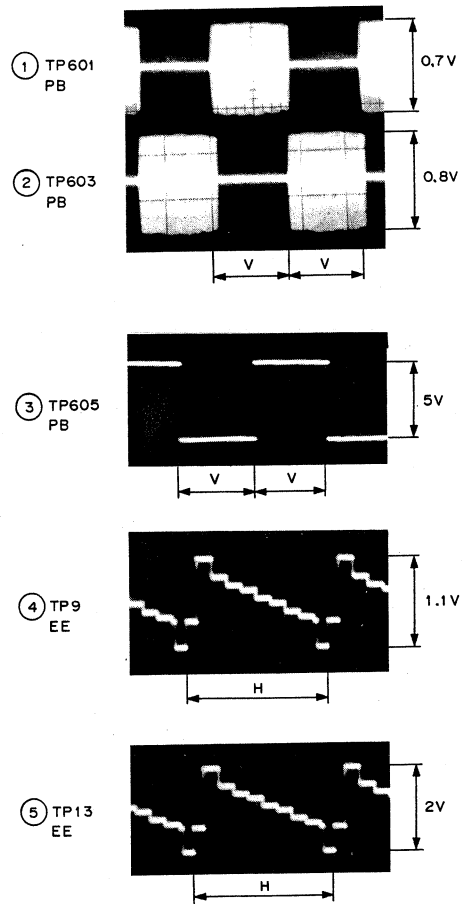 1 TP601
PB
0.7V
2 TP603
PB
0.8V
V V
3 TP605
PB
5V
V V
4 TP9
EE
1.1V
H
5 TP13
EE
2V
H